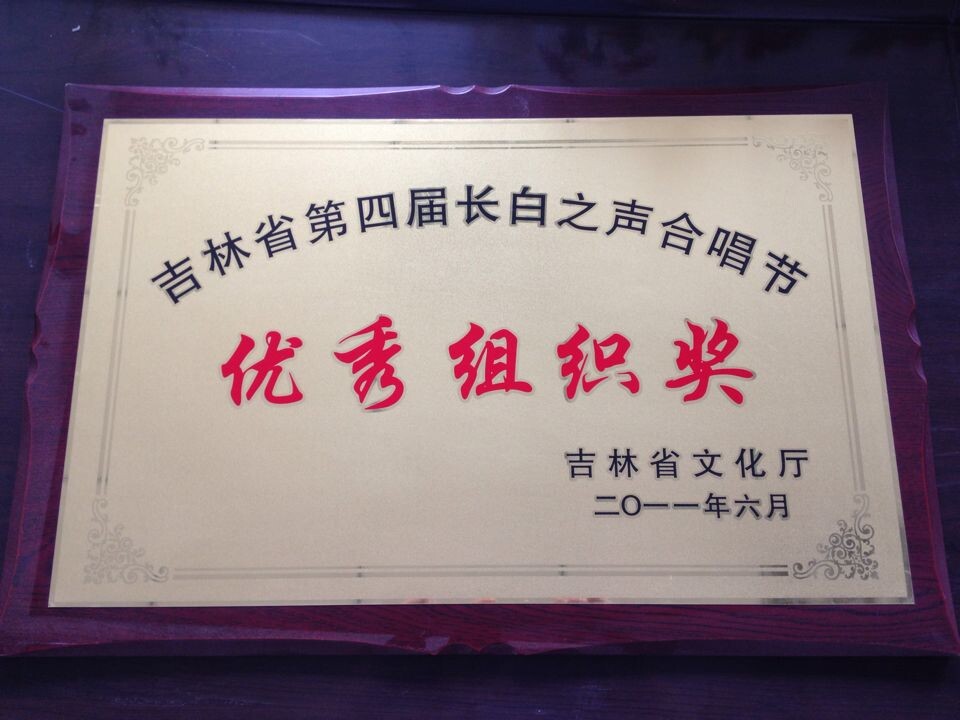 吉林省第四届长白之声合唱节
优秀组织奖
吉林省文化厅
二〇一一年六月